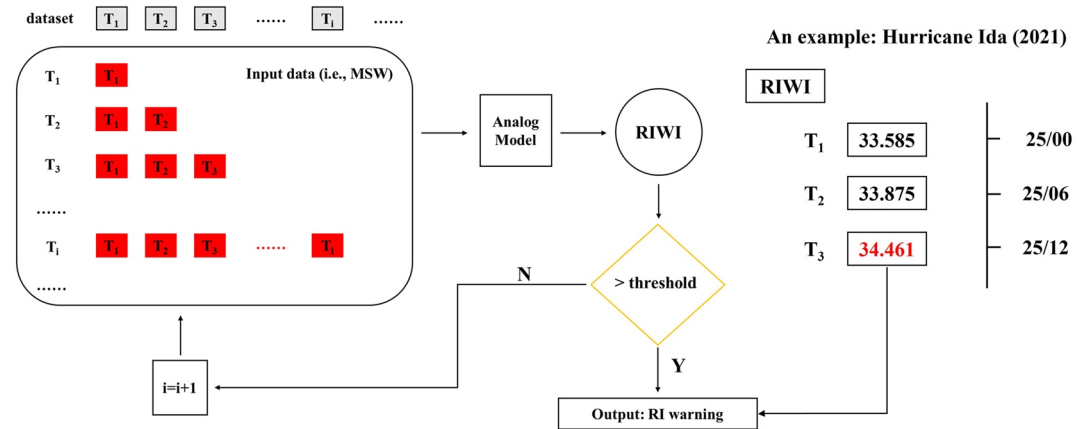 dataset T₁ T₂ T₃ …… Tᵢ ……
Input data (i.e., MSW)
T₁ T₁
T₂ T₁ T₂
T₃ T₁ T₂ T₃
……
Tᵢ T₁ T₂ T₃ …… Tᵢ
……
i=i+1
Analog
Model
RIWI
> threshold
N
Y
Output: RI warning
An example: Hurricane Ida (2021)
RIWI
T₁ 33.585 25/00
T₂ 33.875 25/06
T₃ 34.461 25/12